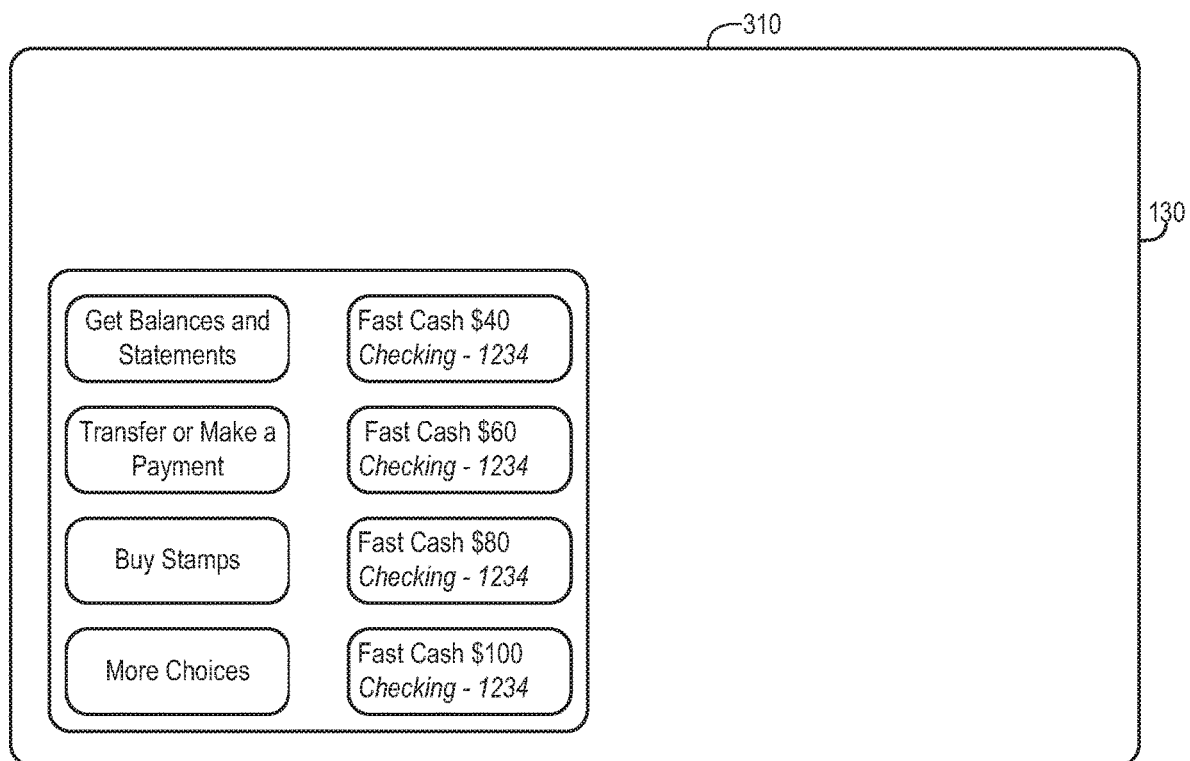 310
130
Get Balances and
Statements
Fast Cash $40
Checking - 1234
Transfer or Make a
Payment
Fast Cash $60
Checking - 1234
Buy Stamps
Fast Cash $80
Checking - 1234
More Choices
Fast Cash $100
Checking - 1234